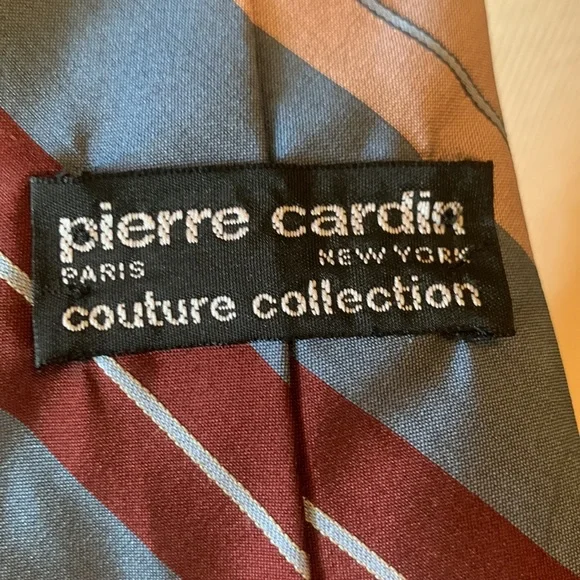 pierre cardin
PARIS NEW YORK
couture collection